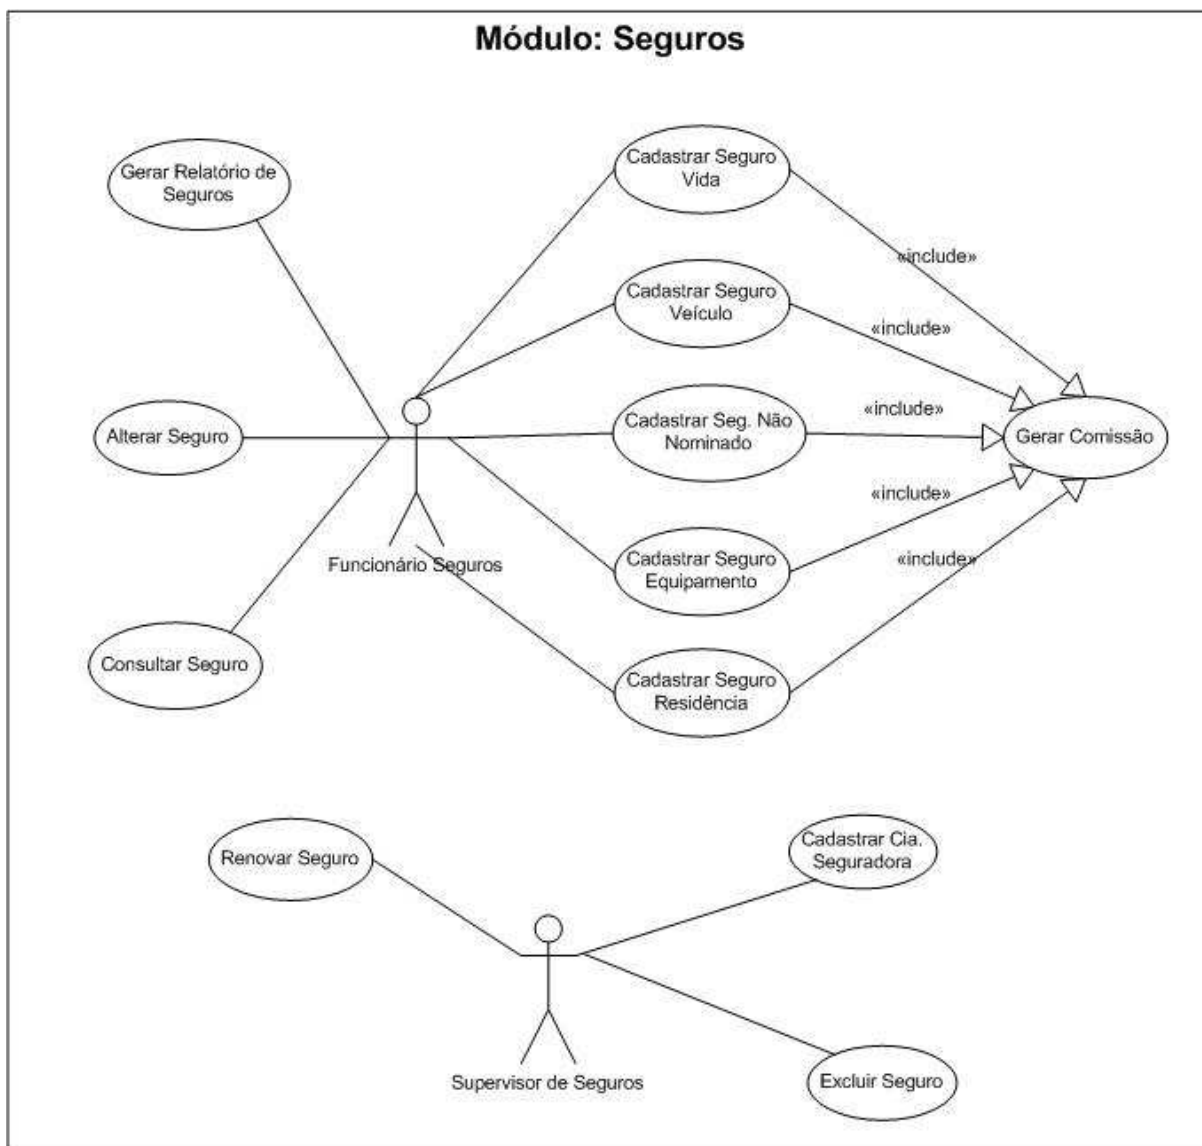 Módulo: Seguros
Gerar Relatório de
Seguros
Cadastrar Seguro
Vida
«include»
Cadastrar Seguro
Veículo
«include»
Alterar Seguro
Cadastrar Seg. Não
Nominado
«include»
Gerar Comissão
«include»
Funcionário Seguros
Cadastrar Seguro
Equipamento
«include»
Consultar Seguro
Cadastrar Seguro
Residência
Renovar Seguro
Cadastrar Cia.
Seguradora
Supervisor de Seguros
Excluir Seguro